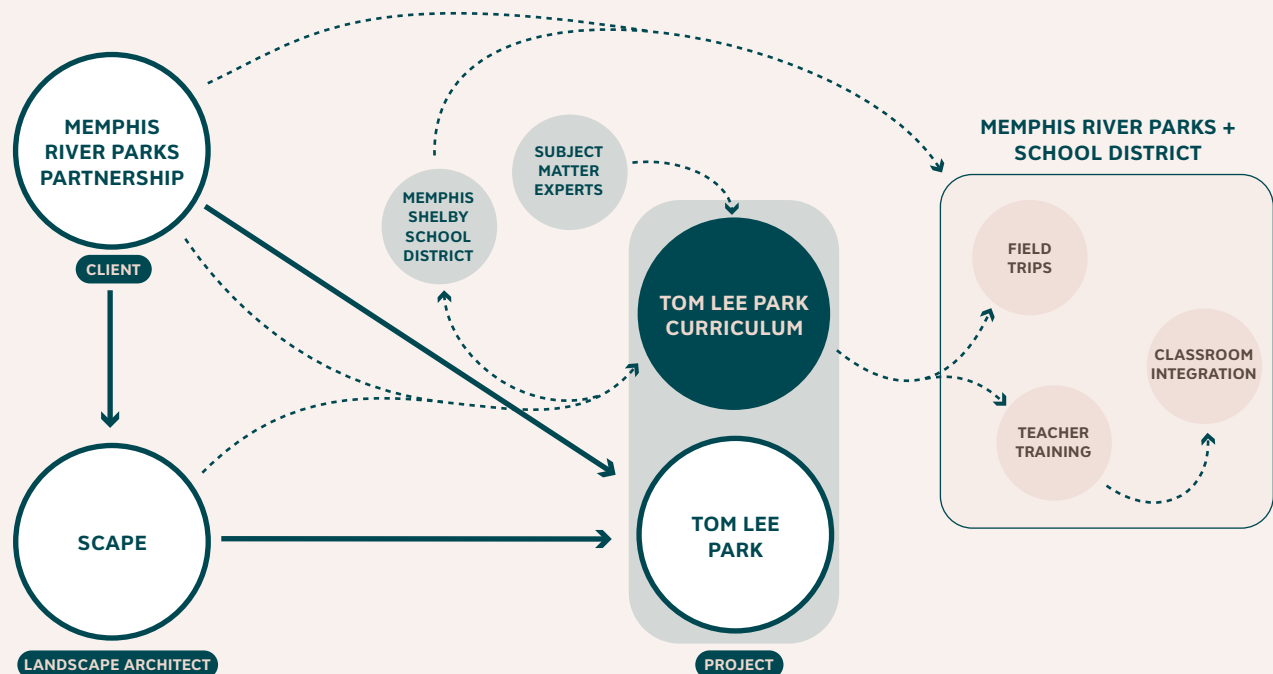 MEMPHIS
RIVER PARKS
PARTNERSHIP
CLIENT
SCAPE
LANDSCAPE ARCHITECT
MEMPHIS
SHELBY
SCHOOL
DISTRICT
SUBJECT
MATTER
EXPERTS
TOM LEE PARK
CURRICULUM
TOM LEE
PARK
PROJECT
MEMPHIS RIVER PARKS +
SCHOOL DISTRICT
FIELD
TRIPS
CLASSROOM
INTEGRATION
TEACHER
TRAINING